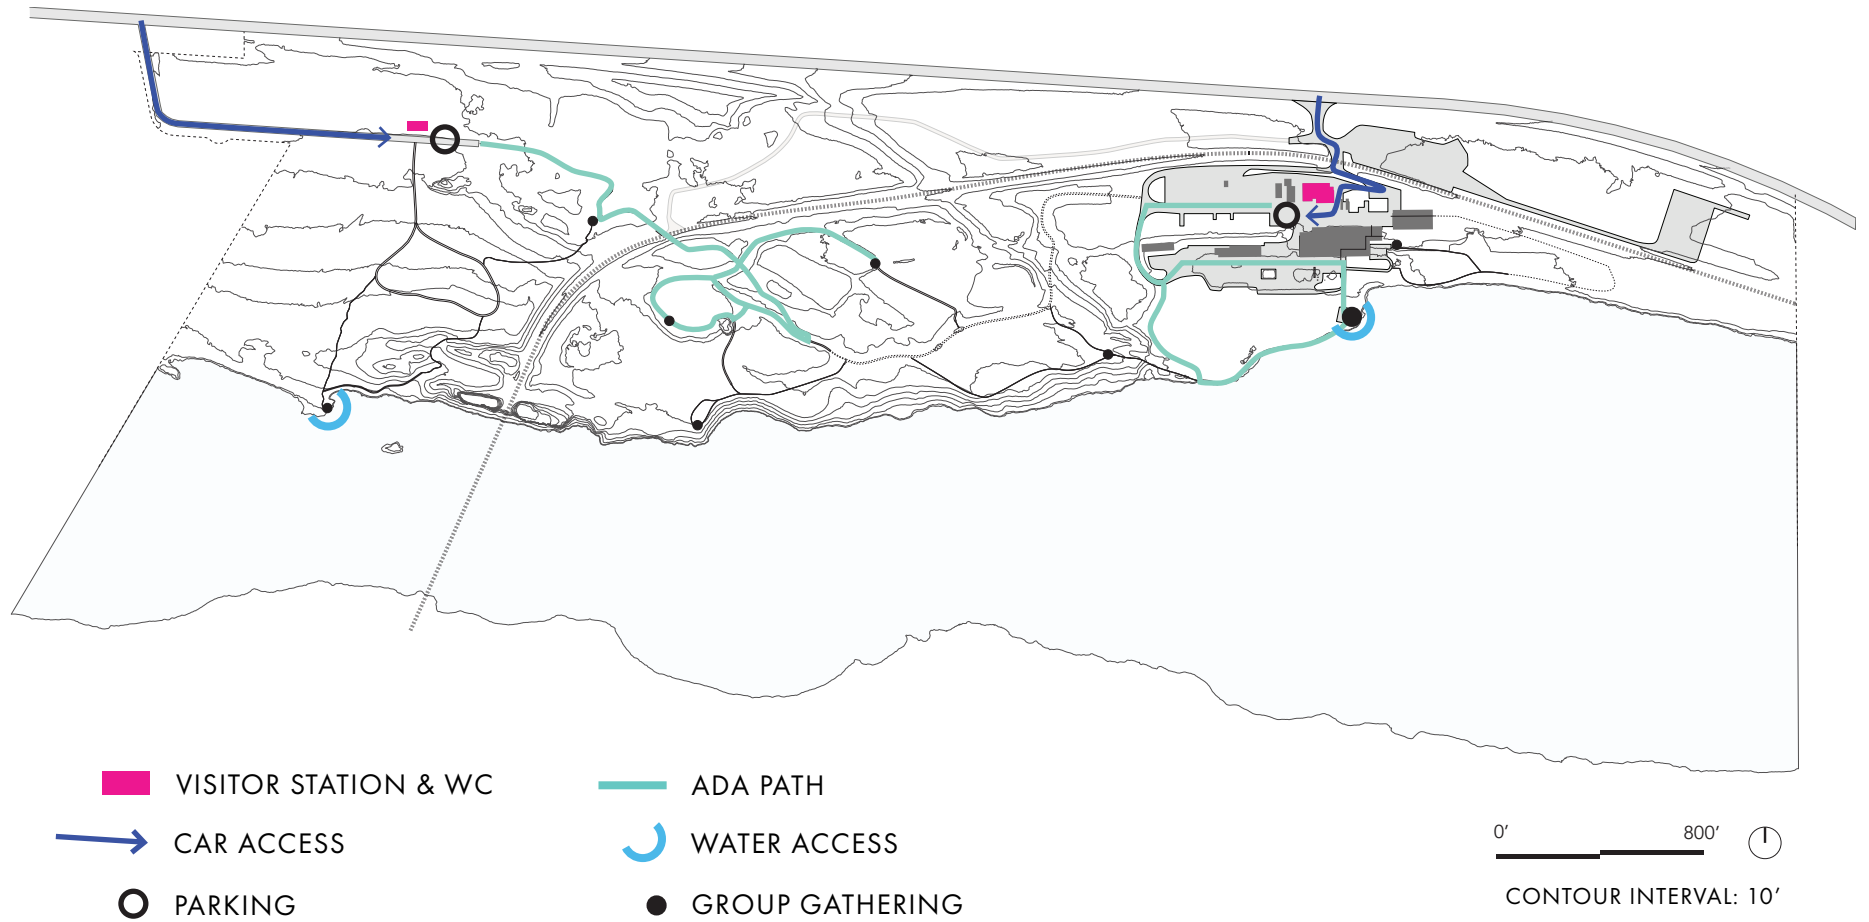 VISITOR STATION & WC
CAR ACCESS
PARKING
ADA PATH
WATER ACCESS
GROUP GATHERING
0' 800'
CONTOUR INTERVAL: 10'